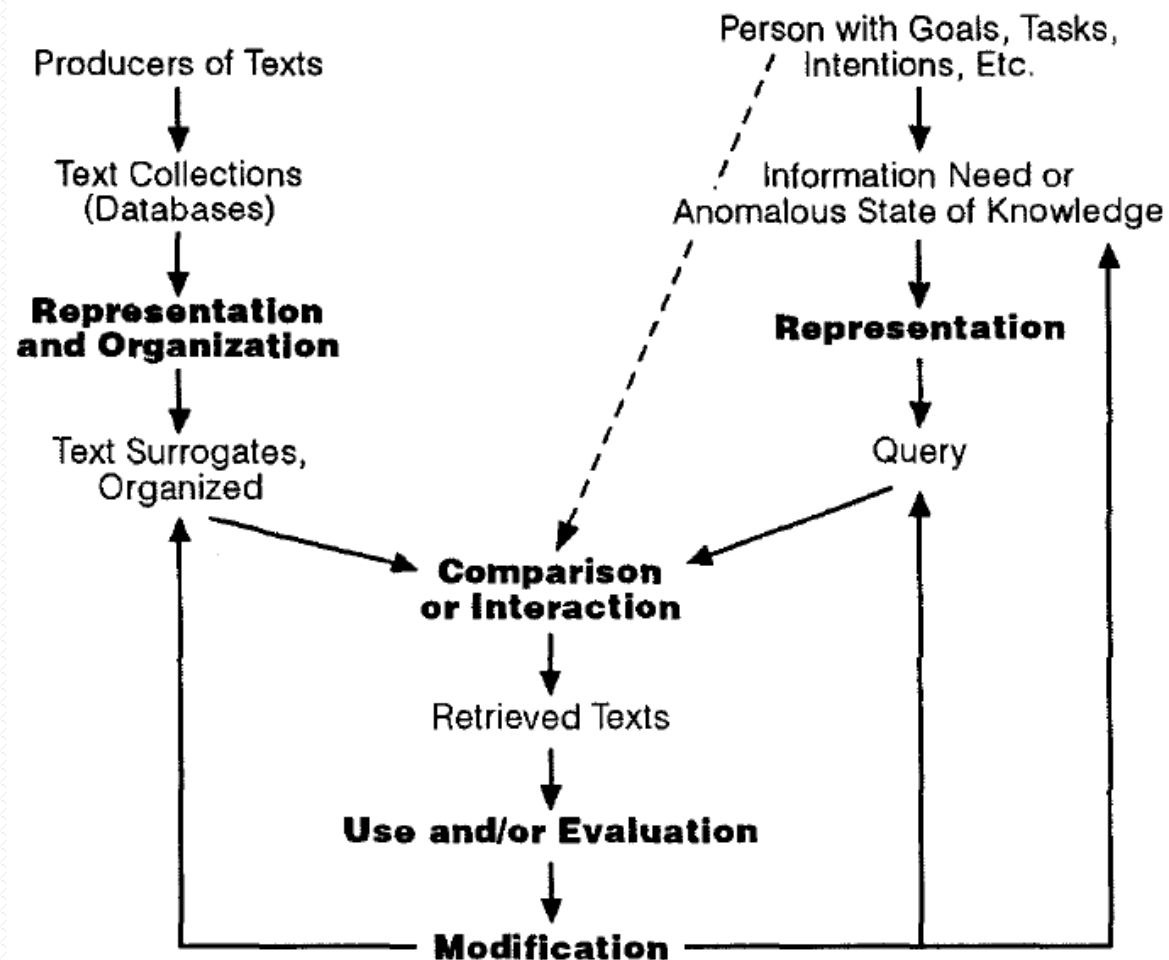 Producers of Texts
Text Collections
(Databases)
Representation
and Organization
Text Surrogates,
Organized
Person with Goals, Tasks,
Intentions, Etc.
Information Need or
Anomalous State of Knowledge
Representation
Query
Comparison
or Interaction
Retrieved Texts
Use and/or Evaluation
Modification